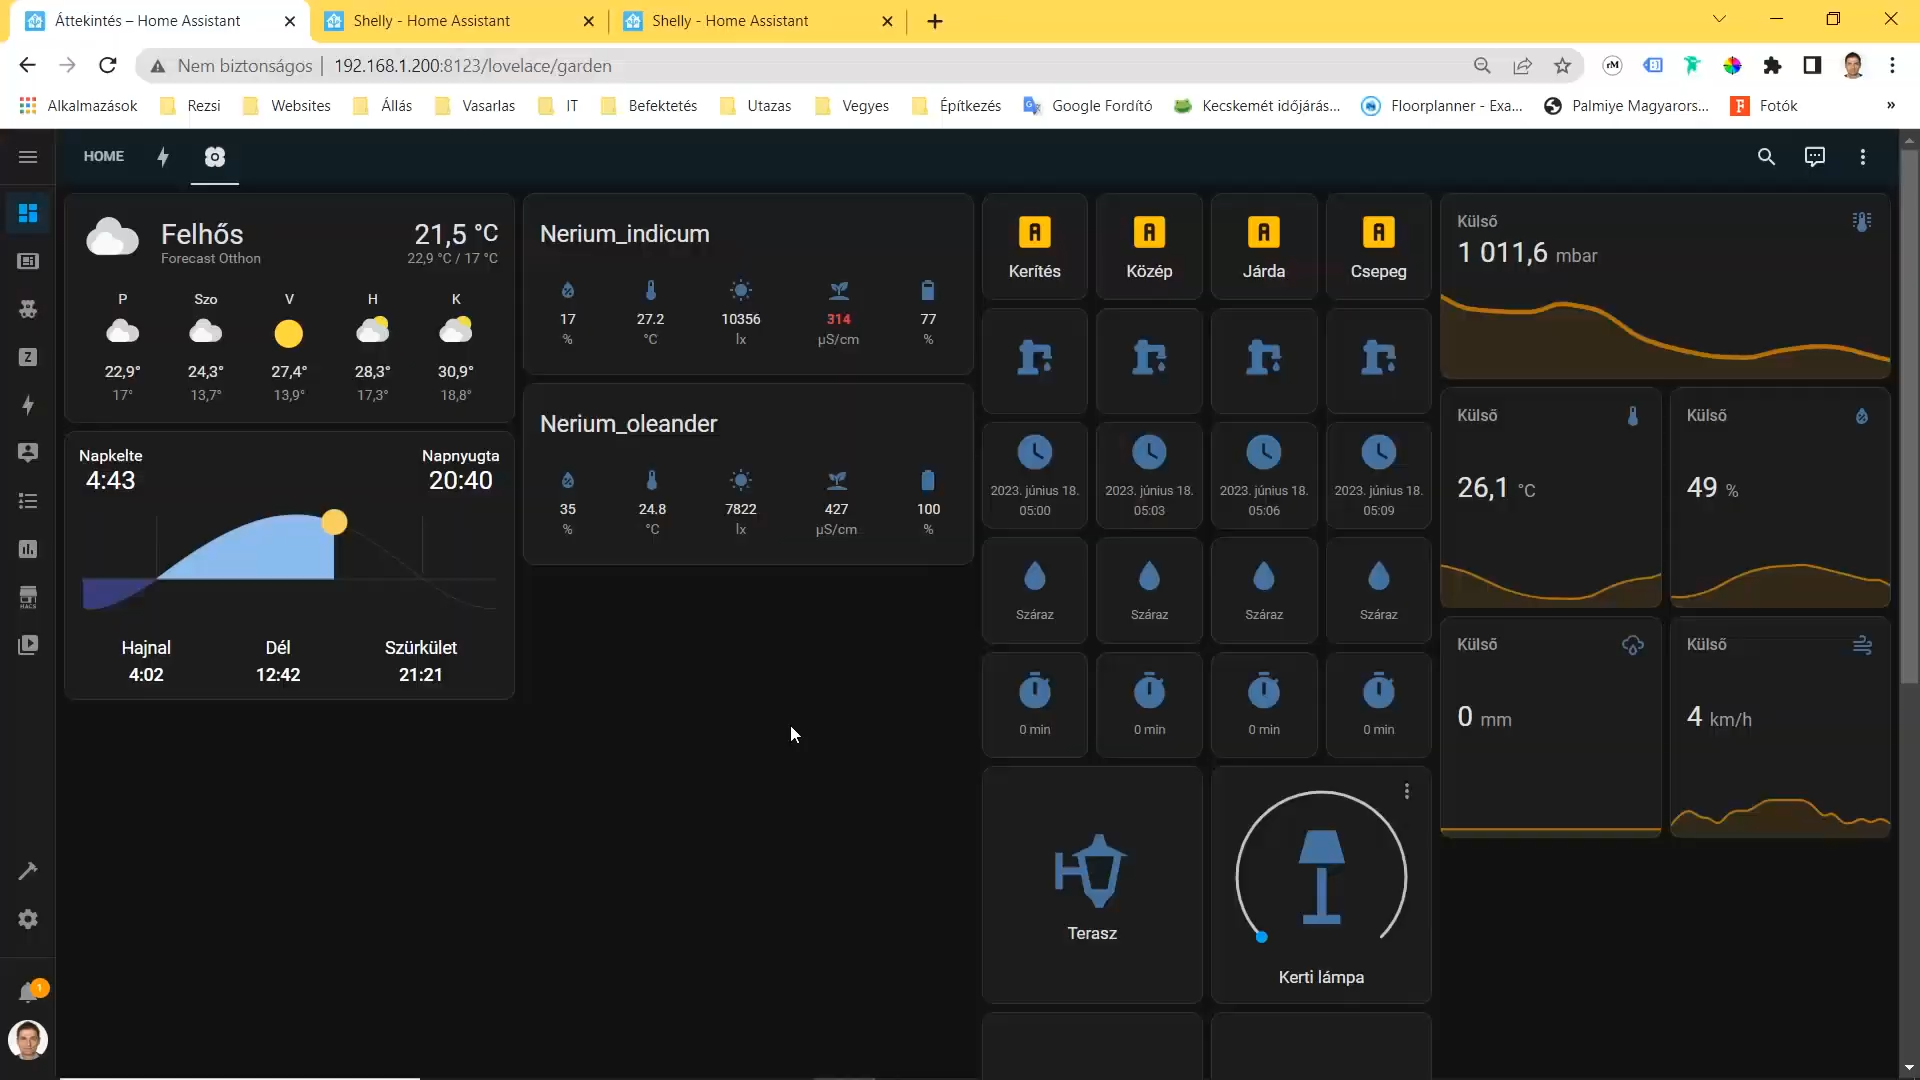 Áttekintés – Home Assistant
Shelly - Home Assistant
Shelly - Home Assistant
Nem biztonságos
192.168.1.200:8123/lovelace/garden
Alkalmazások
Rezsi
Websites
Állás
Vasarlas
IT
Befektetés
Utazas
Vegyes
Építkezés
Google Fordító
Kecskemét időjárás...
Floorplanner - Exa...
Palmiye Magyarors...
Fotók
HOME
Felhős
Forecast Otthon
21,5 °C
22,9 °C / 17 °C
P Szo V H K
22,9° 24,3° 27,4° 28,3° 30,9°
17° 13,7° 13,9° 17,3° 18,8°
Napkelte
4:43
Napnyugta
20:40
Hajnal Dél Szürkület
4:02 12:42 21:21
Nerium_indicum
17 27.2 10356 314 77
% °C lx µS/cm %
Nerium_oleander
35 24.8 7822 427 100
% °C lx µS/cm %
Kerítés Közép Járda Csepeg
2023. június 18. 2023. június 18. 2023. június 18. 2023. június 18.
05:00 05:03 05:06 05:09
Száraz Száraz Száraz Száraz
0 min 0 min 0 min 0 min
Terasz
Kerti lámpa
Külső
1 011,6 mbar
Külső
26,1 °C
Külső
49 %
Külső
0 mm
Külső
4 km/h
HACS
1